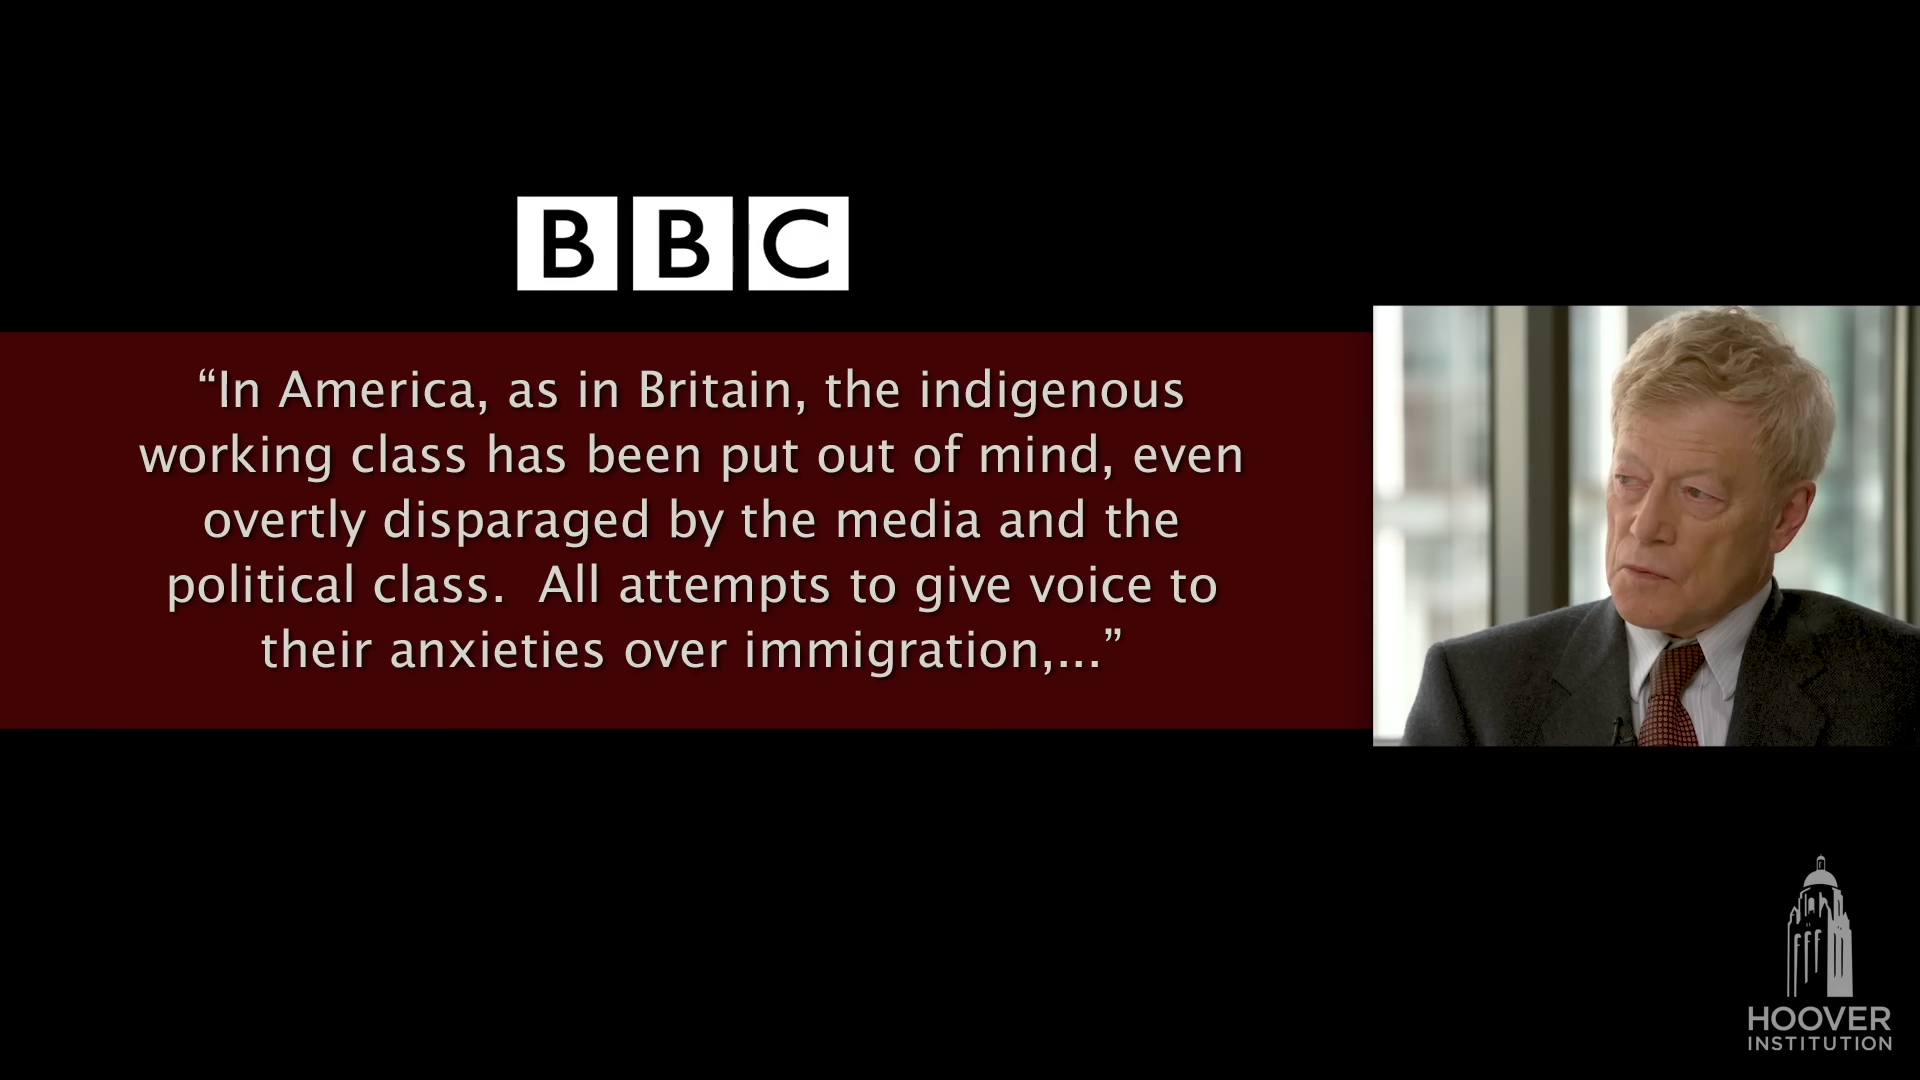 BBC
“In America, as in Britain, the indigenous
working class has been put out of mind, even
overtly disparaged by the media and the
political class.  All attempts to give voice to
their anxieties over immigration,...”
HOOVER
INSTITUTION